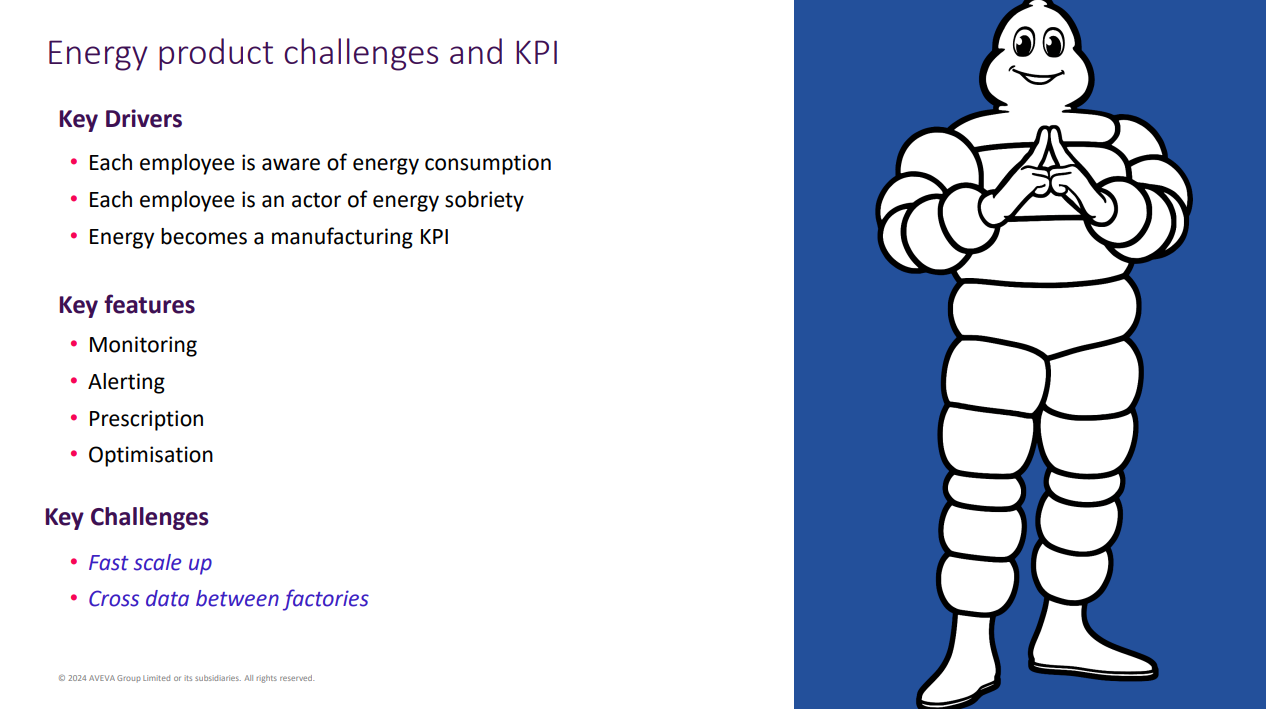 Energy product challenges and KPI
Key Drivers
• Each employee is aware of energy consumption
• Each employee is an actor of energy sobriety
• Energy becomes a manufacturing KPI
Key features
• Monitoring
• Alerting
• Prescription
• Optimisation
Key Challenges
• Fast scale up
• Cross data between factories
© 2024 AVEVA Group Limited or its subsidiaries. All rights reserved.